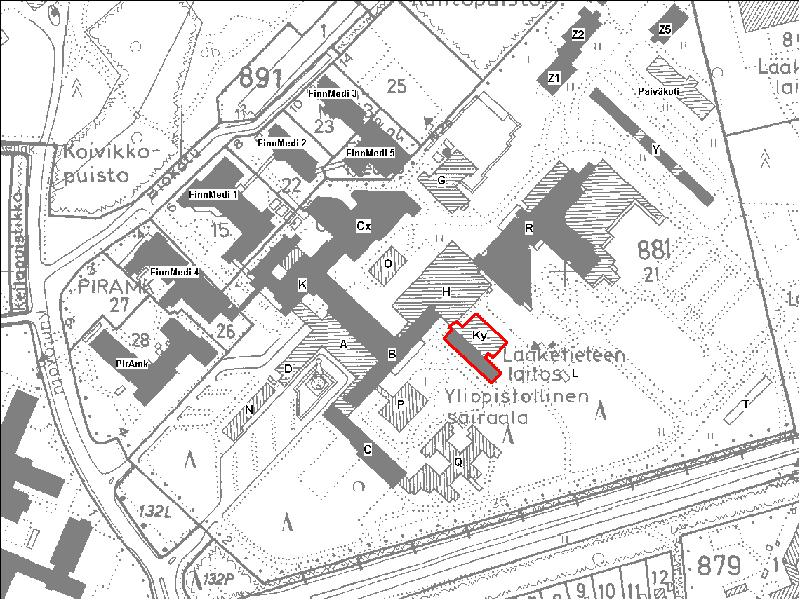 Z2
Z5
Z1
Päiväkoti
891
25
FinnMedi 3
23
FinnMedi 2
FinnMedi 5
Y
Koivikko-
puisto
22
G
FinnMedi 1
15
Cx
R
881
21
O
FinnMedi 4
PIRAMK
27
K
H
28
26
Ky
A
B
PirAmk
D
Lääketieteen
laitos
L
Yliopistollinen
sairaala
N
P
T
C
Q
132L
132P
879
12
11
10
9